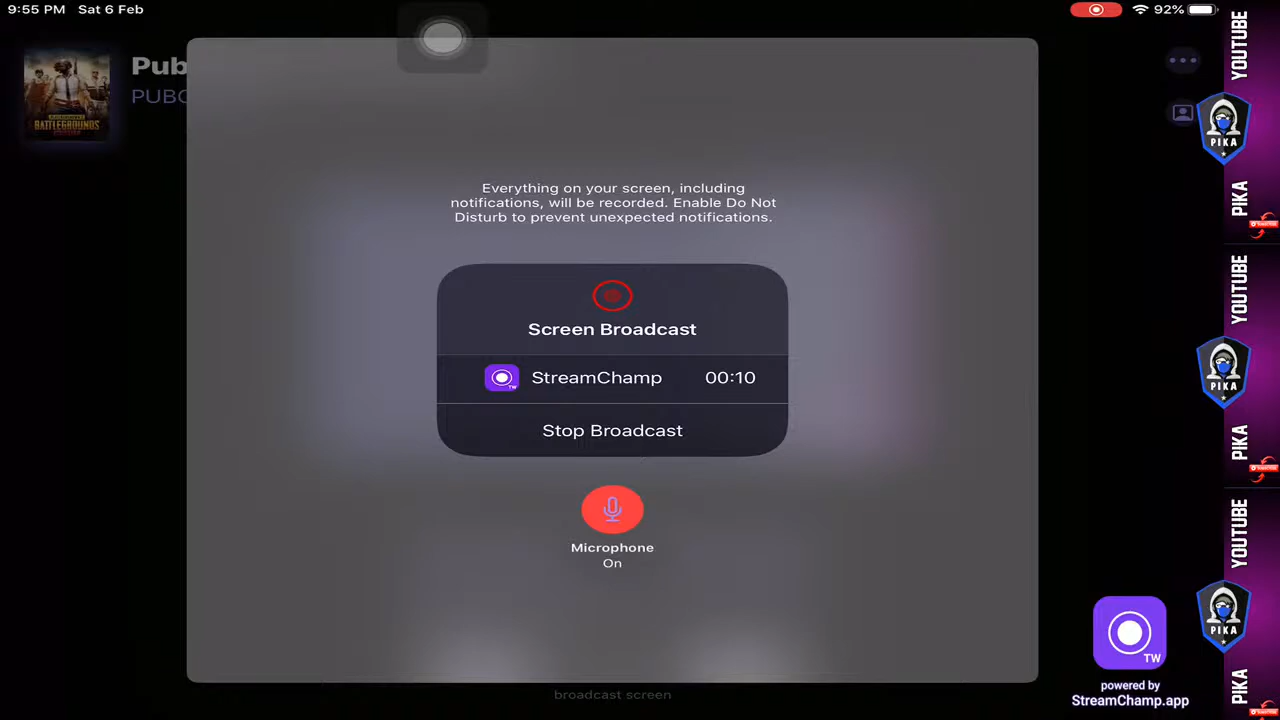 9:55 PM Sat 6 Feb
92%
Pub
PUBG
BATTLEGROUNDS
Everything on your screen, including
notifications, will be recorded. Enable Do Not
Disturb to prevent unexpected notifications.
Screen Broadcast
TW StreamChamp 00:10
Stop Broadcast
Microphone
On
broadcast screen
TW
powered by
StreamChamp.app
YOUTUBE
PIKA
PIKA
YOUTUBE
PIKA
PIKA
YOUTUBE
PIKA
PIKA